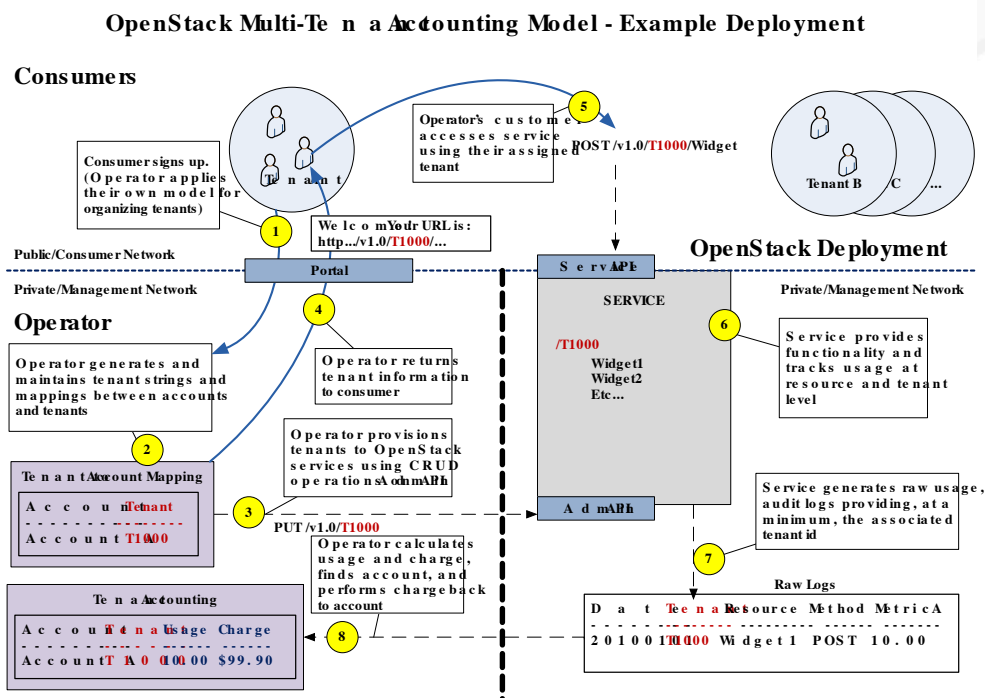 OpenStack Multi-Tenant Accounting Model - Example Deployment
Consumers
Tenant
Tenant B
C
...
Consumer signs up.
(Operator applies
their own model for
organizing tenants)
1
Welcome! Your URL is:
http.../v1.0/T1000/...
Operator's customer
accesses service
using their assigned
tenant
5
POST /v1.0/T1000/Widget
Public/Consumer Network
OpenStack Deployment
Portal
Service API
Private/Management Network
Private/Management Network
Operator
4
SERVICE
/T1000
Widget1
Widget2
Etc...
6
Service provides
functionality and
tracks usage at
resource and tenant
level
Operator generates and
maintains tenant strings and
mappings between accounts
and tenants
Operator returns
tenant information
to consumer
2
Operator provisions
tenants to OpenStack
services using CRUD
operations on Admin API
Tenant Account Mapping
Account Tenant
------- ------
Account A T1000
3
PUT /v1.0/T1000
Admin API
Service generates raw usage,
audit logs providing, at a
minimum, the associated
tenant id
7
Operator calculates
usage and charge,
finds account, and
performs chargeback
to account
Raw Logs
Date Tenant Resource Method MetricA
20100101 T1000 Widget1 POST 10.00
8
Tenant Accounting
Account Tenant Usage Charge
Account A T1000 10.00 $99.90